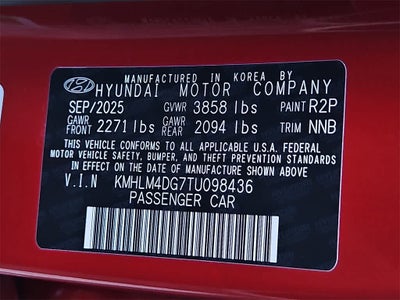 MANUFACTURED IN KOREA BY
HYUNDAI MOTOR COMPANY
SEP/2025 GVWR 3858 lbs PAINT R2P
GAWR FRONT 2271 lbs GAWR REAR 2094 lbs TRIM NNB
THIS VEHICLE CONFORMS TO ALL APPLICABLE U.S.A. FEDERAL
MOTOR VEHICLE SAFETY, BUMPER, AND THEFT PREVENTION STANDARDS
IN EFFECT ON THE DATE OF MANUFACTURE SHOWN ABOVE.
V.I.N KMHLM4DG7TU098436
PASSENGER CAR